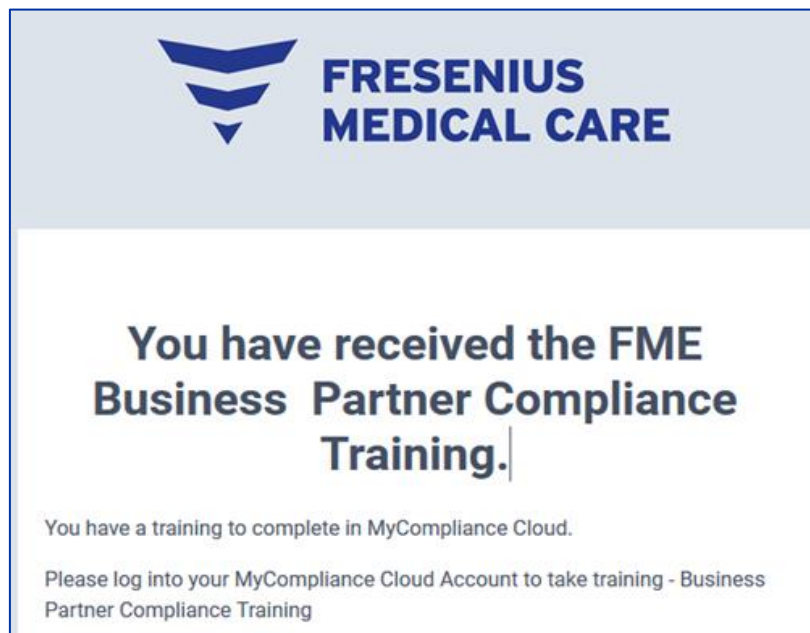 FRESENIUS
MEDICAL CARE
You have received the FME
Business  Partner Compliance
Training.
You have a training to complete in MyCompliance Cloud.
Please log into your MyCompliance Cloud Account to take training - Business
Partner Compliance Training